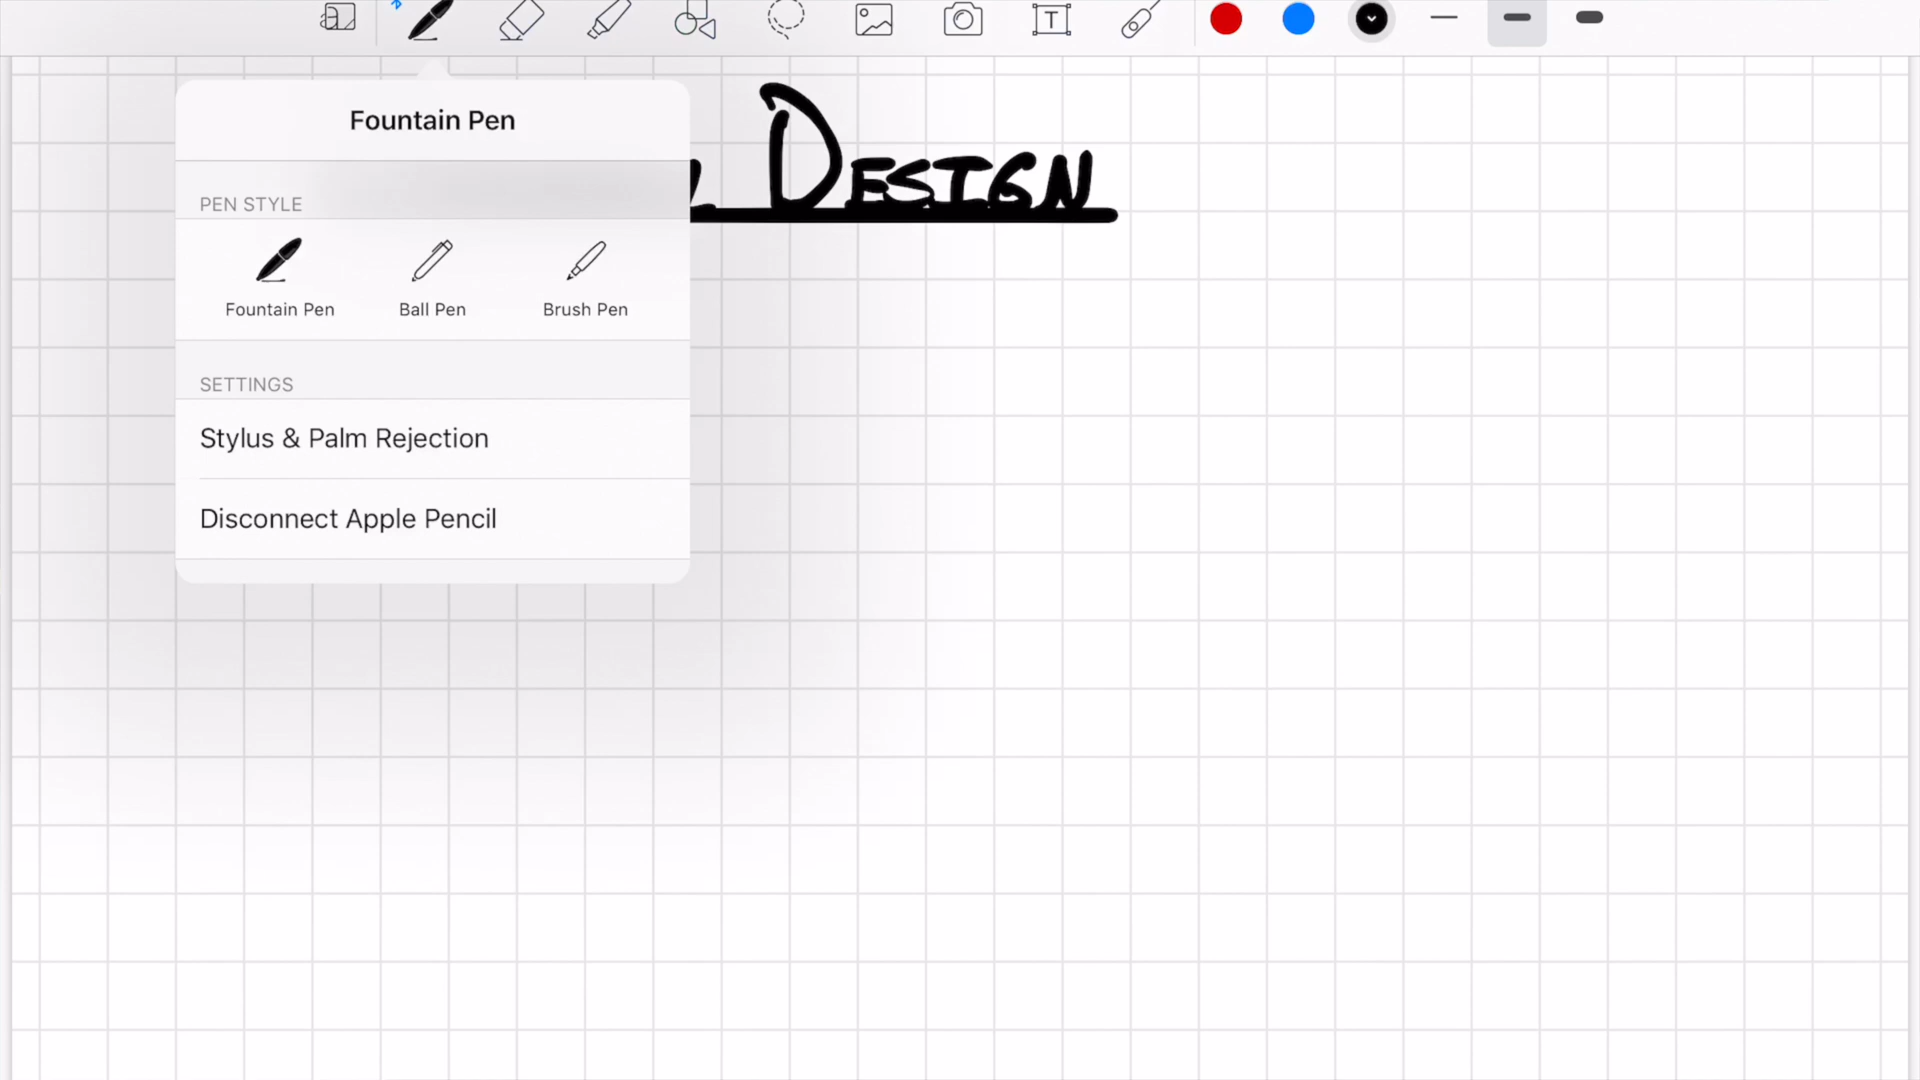 Fountain Pen
DESIGN
PEN STYLE
Fountain Pen
Ball Pen
Brush Pen
SETTINGS
Stylus & Palm Rejection
Disconnect Apple Pencil